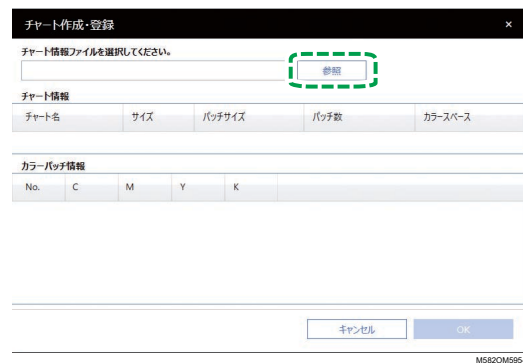 チャート作成・登録 ×
チャート情報ファイルを選択してください。
参照
チャート情報
チャート名 サイズ パッチサイズ パッチ数 カラースペース
カラーパッチ情報
No. C M Y K
キャンセル OK
M582OM595